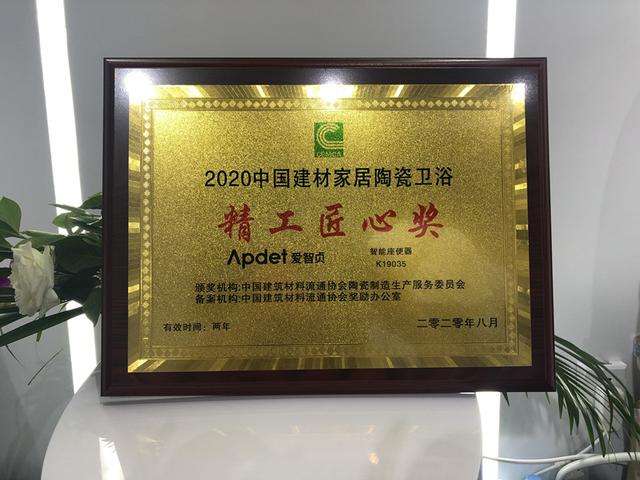 2020中国建材家居陶瓷卫浴
精工匠心奖
Apdet爱智贞 智能座便器
K19035
颁奖机构:中国建筑材料流通协会陶瓷制造生产服务委员会
备案机构:中国建筑材料流通协会奖励办公室
有效时间:两年 二零二零年八月